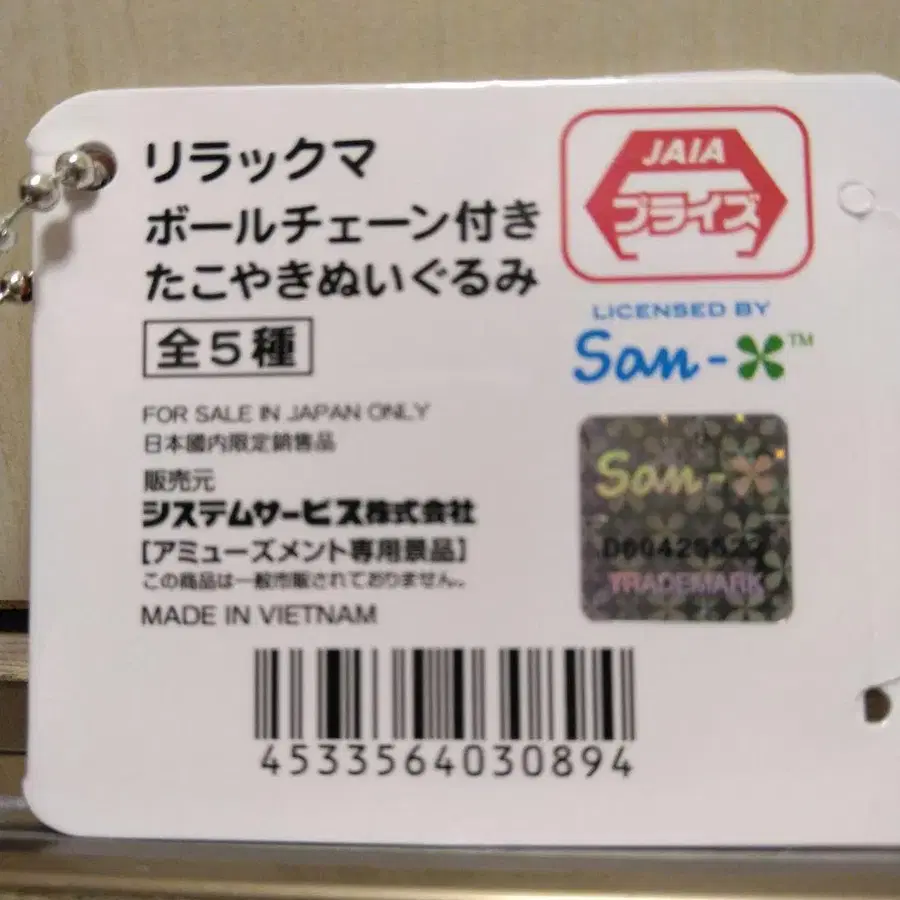 リラックマ
ボールチェーン付き
たこやきぬいぐるみ
全5種
JAIA
プライズ
LICENSED BY
San-X™
FOR SALE IN JAPAN ONLY
日本國内限定銷售品
販売元
システムサービス株式会社
[アミューズメント専用景品]
この商品は一般市販されておりません。
MADE IN VIETNAM
San-X
TRADEMARK
4533564030894